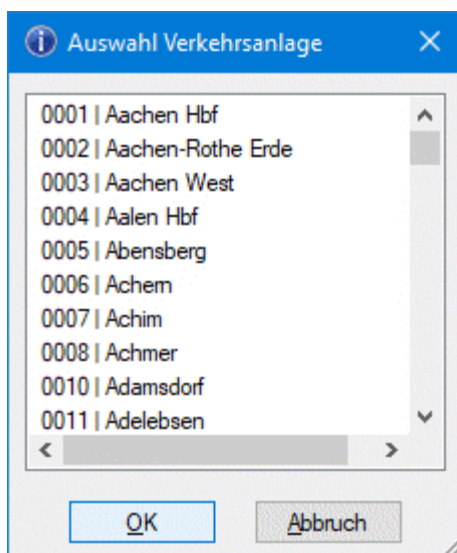 Auswahl Verkehrsanlage
0001 | Aachen Hbf
0002 | Aachen-Rothe Erde
0003 | Aachen West
0004 | Aalen Hbf
0005 | Abensberg
0006 | Achern
0007 | Achim
0008 | Achmer
0010 | Adamsdorf
0011 | Adelebsen
OK
Abbruch